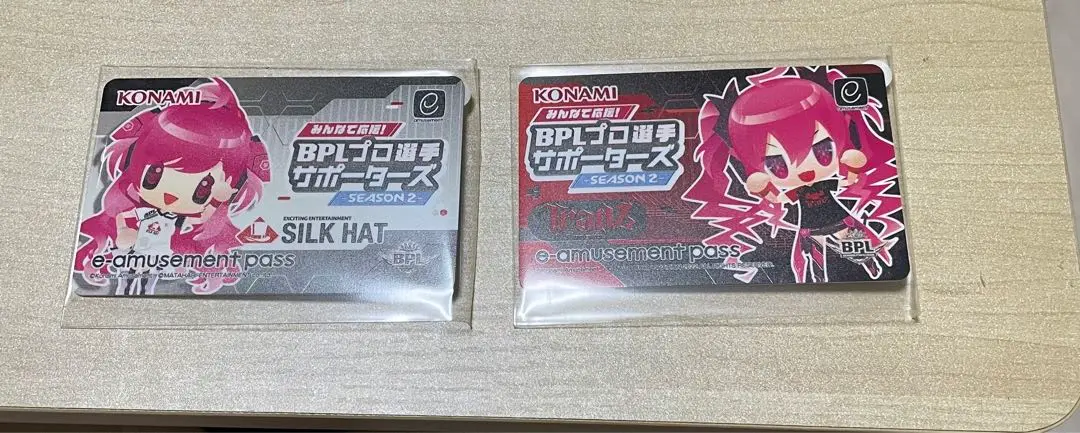 KONAMI
e
amusement
みんなで応援!
BPLプロ選手
サポーターズ
-SEASON 2-
EXCITING ENTERTAINMENT
SILK HAT
BPL
e-amusement pass
KONAMI
e
amusement
みんなで応援!
BPLプロ選手
サポーターズ
-SEASON 2-
e-amusement pass
BPL